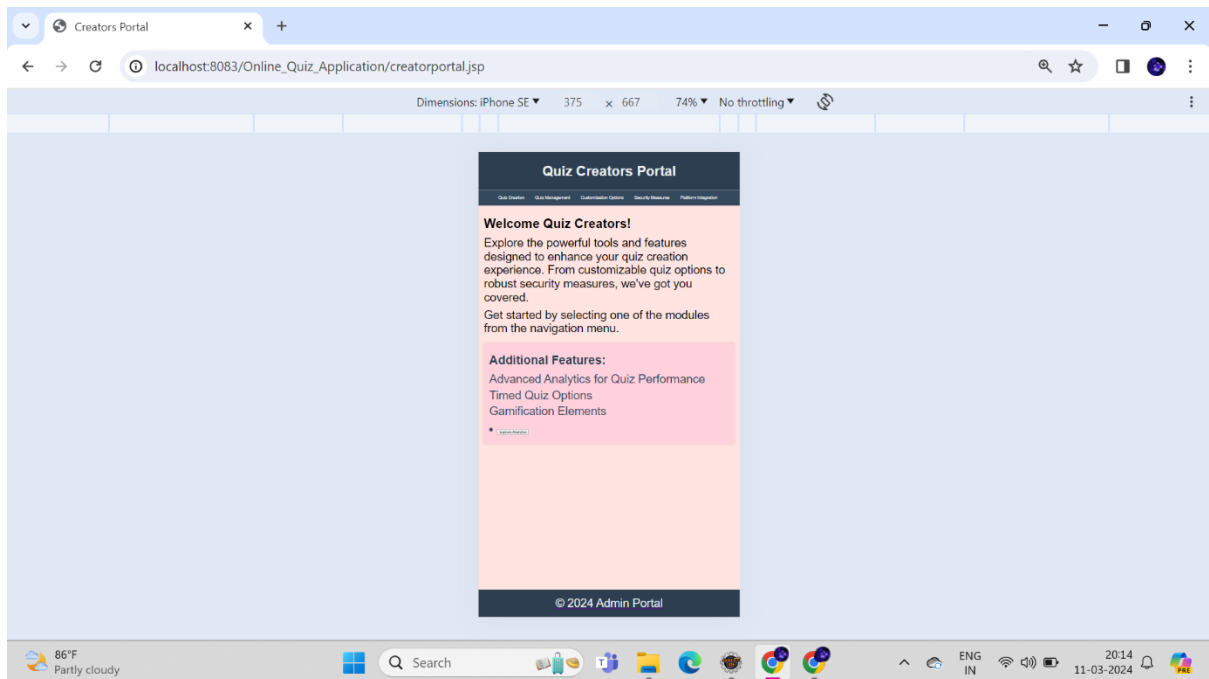 Creators Portal
localhost:8083/Online_Quiz_Application/creatorportal.jsp
Dimensions: iPhone SE 375 x 667 74% No throttling
Quiz Creators Portal
Quiz Creation Quiz Management Customization Options Security Measures Platform Integration
Welcome Quiz Creators!
Explore the powerful tools and features
designed to enhance your quiz creation
experience. From customizable quiz options to
robust security measures, we've got you
covered.
Get started by selecting one of the modules
from the navigation menu.
Additional Features:
Advanced Analytics for Quiz Performance
Timed Quiz Options
Gamification Elements
Explore Analytics
© 2024 Admin Portal
86°F
Partly cloudy
Search
ENG
IN
20:14
11-03-2024
PRE